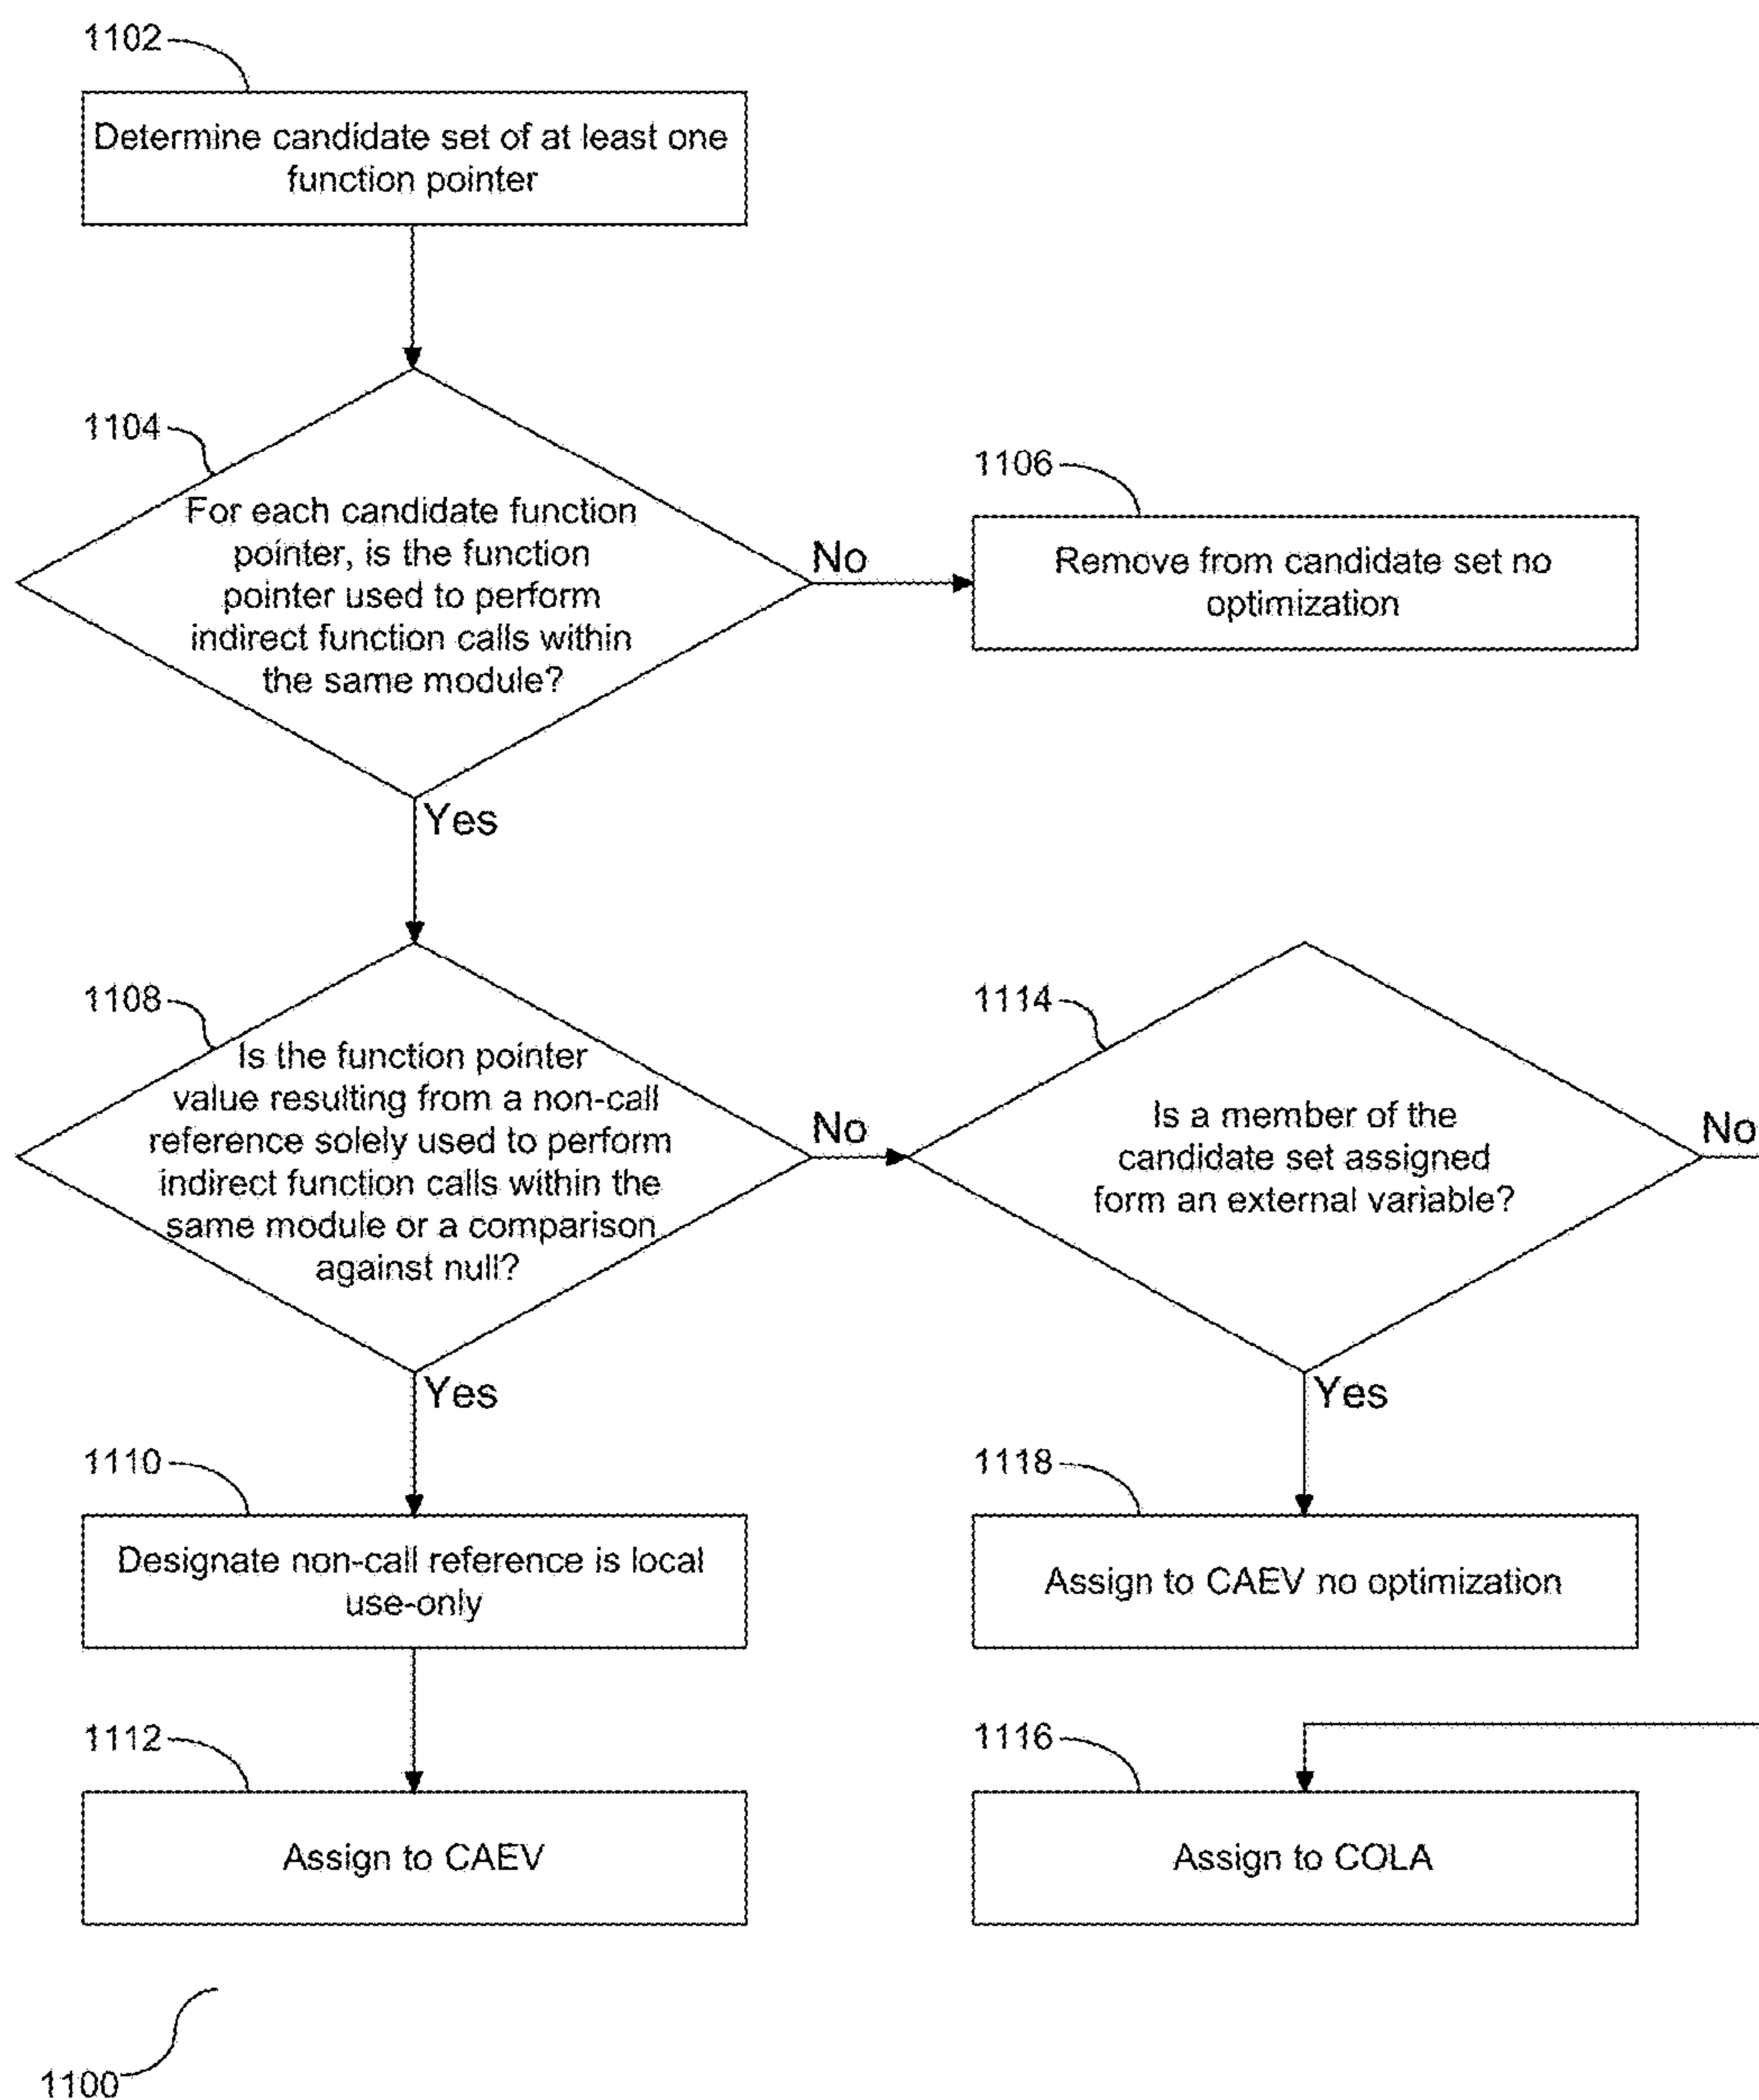 1102
Determine candidate set of at least one
function pointer
1104
For each candidate function
pointer, is the function
pointer used to perform
indirect function calls within
the same module?
No
1106
Remove from candidate set no
optimization
Yes
1108
Is the function pointer
value resulting from a non-call
reference solely used to perform
indirect function calls within the
same module or a comparison
against null?
No
1114
Is a member of the
candidate set assigned
form an external variable?
No
Yes
Yes
1110
Designate non-call reference is local
use-only
1118
Assign to CAEV no optimization
1112
Assign to CAEV
1116
Assign to COLA
1100